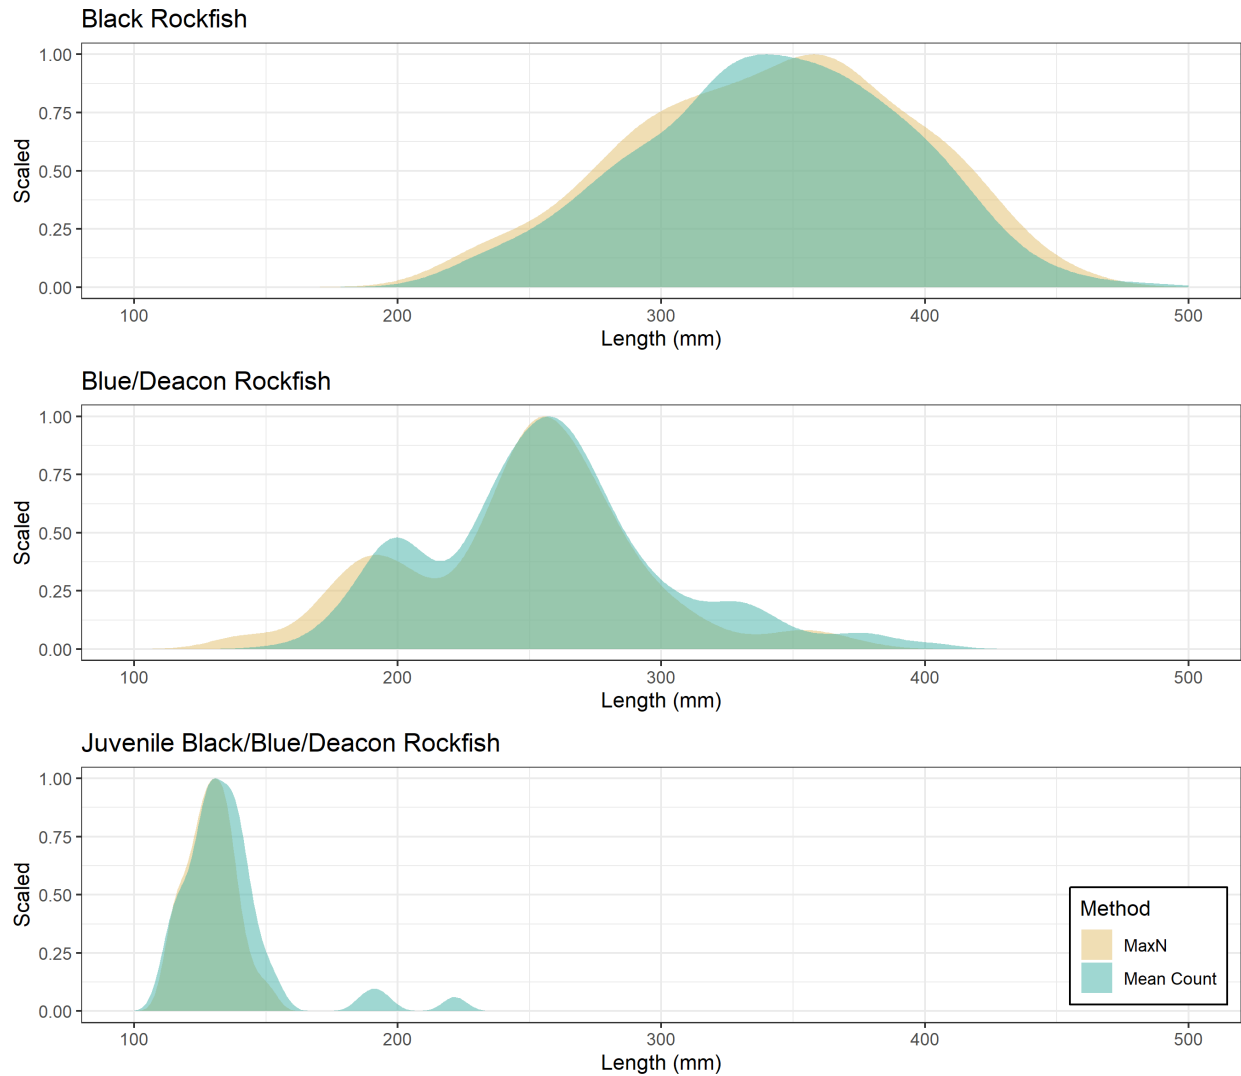 Black Rockfish
1.00
0.75
0.50
0.25
0.00
Scaled
100 200 300 400 500
Length (mm)
Blue/Deacon Rockfish
1.00
0.75
0.50
0.25
0.00
Scaled
100 200 300 400 500
Length (mm)
Juvenile Black/Blue/Deacon Rockfish
1.00
0.75
0.50
0.25
0.00
Scaled
Method
MaxN
Mean Count
100 200 300 400 500
Length (mm)